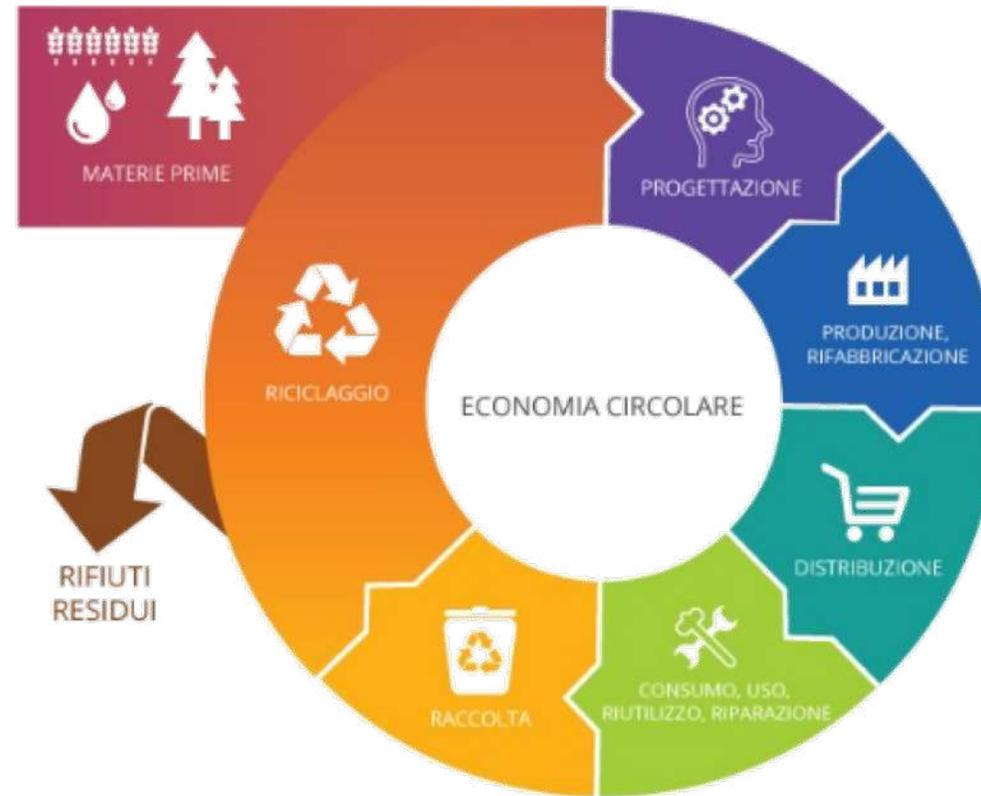 MATERIE PRIME
PROGETTAZIONE
PRODUZIONE,
RIFABBRICAZIONE
RICICLAGGIO
ECONOMIA CIRCOLARE
DISTRIBUZIONE
RIFIUTI
RESIDUI
CONSUMO, USO,
RIUTILIZZO, RIPARAZIONE
RACCOLTA